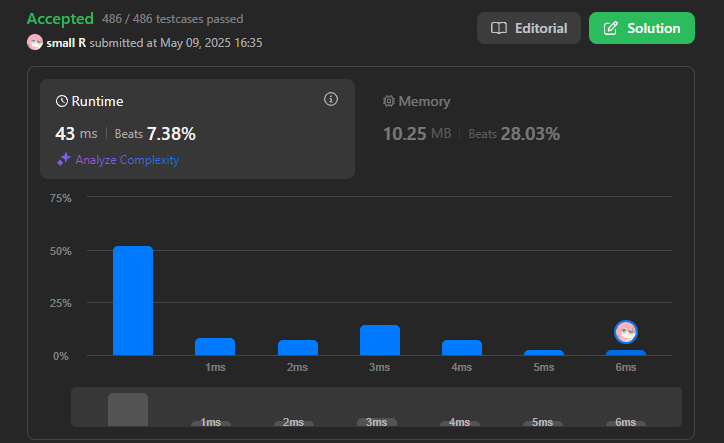 Accepted 486 / 486 testcases passed
Editorial
Solution
small R submitted at May 09, 2025 16:35
Runtime
Memory
43 ms | Beats 7.38%
10.25 MB | Beats 28.03%
Analyze Complexity
75%
50%
25%
0%
1ms 2ms 3ms 4ms 5ms 6ms
1ms 2ms 3ms 4ms 5ms 6ms